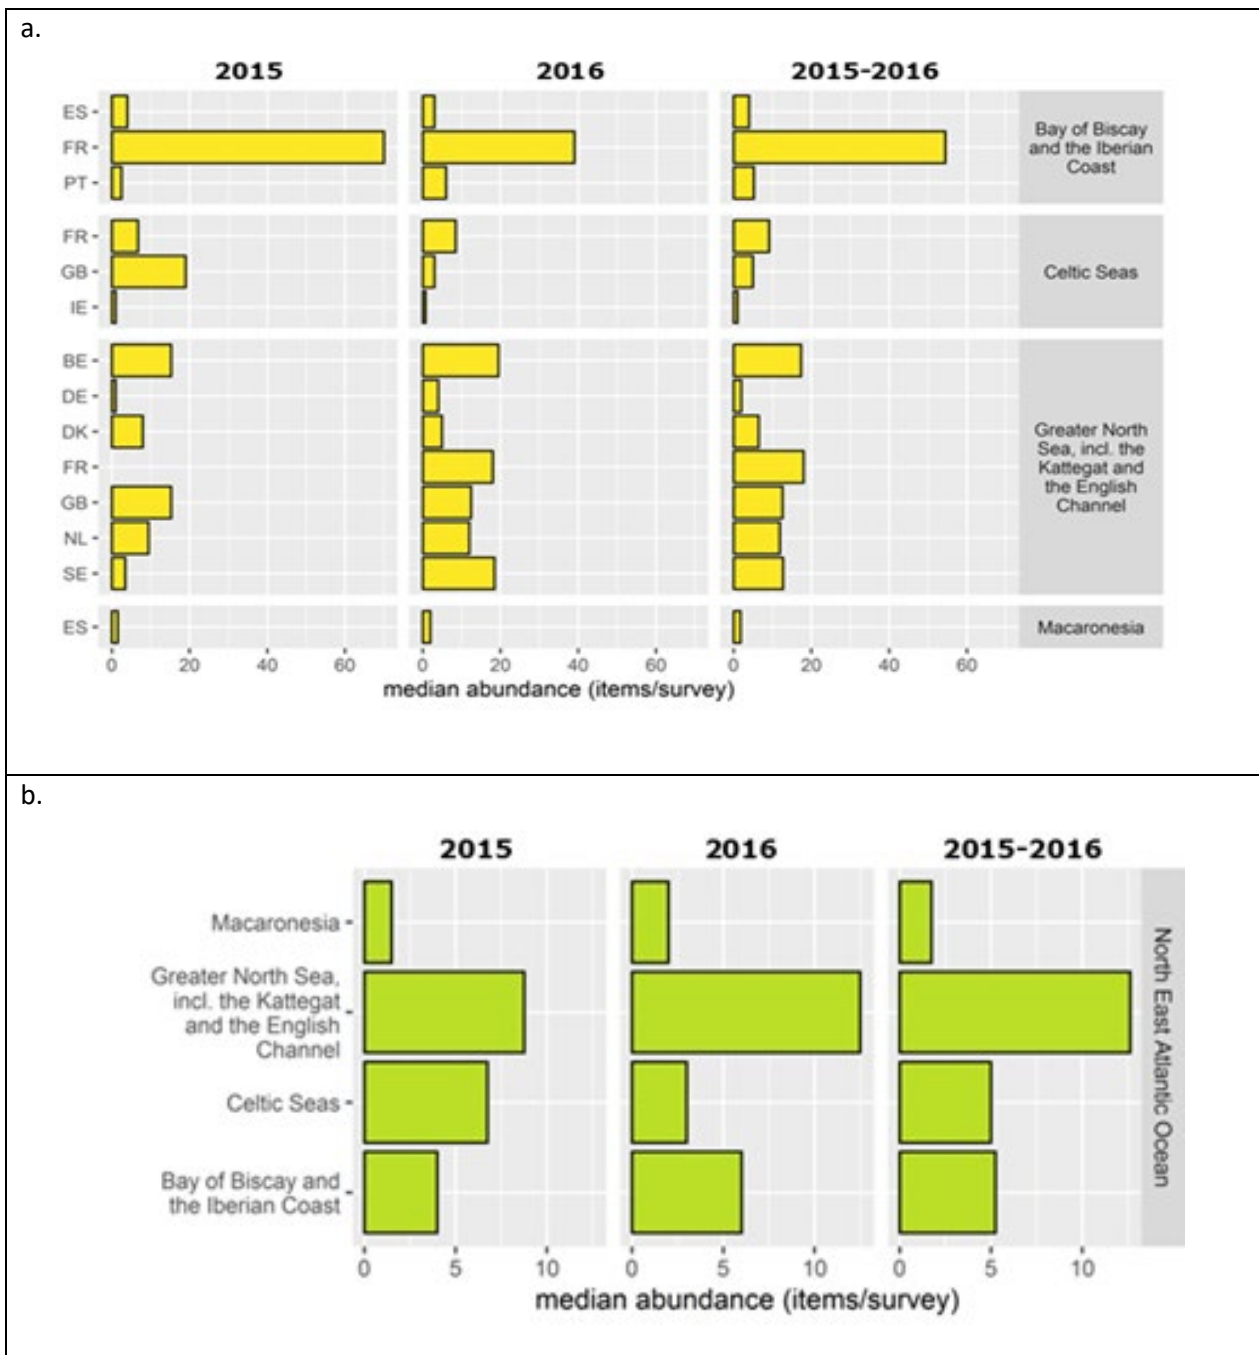 a.
2015 2016 2015-2016
ES
FR
PT
Bay of Biscay
and the Iberian
Coast
FR
GB
IE
Celtic Seas
BE
DE
DK
FR
GB
NL
SE
Greater North
Sea, incl. the
Kattegat and
the English
Channel
ES
Macaronesia
0 20 40 60 0 20 40 60 0 20 40 60
median abundance (items/survey)
b.
2015 2016 2015-2016
Macaronesia
Greater North Sea,
incl. the Kattegat
and the English
Channel
Celtic Seas
Bay of Biscay and
the Iberian Coast
North East Atlantic Ocean
0 5 10 0 5 10 0 5 10
median abundance (items/survey)